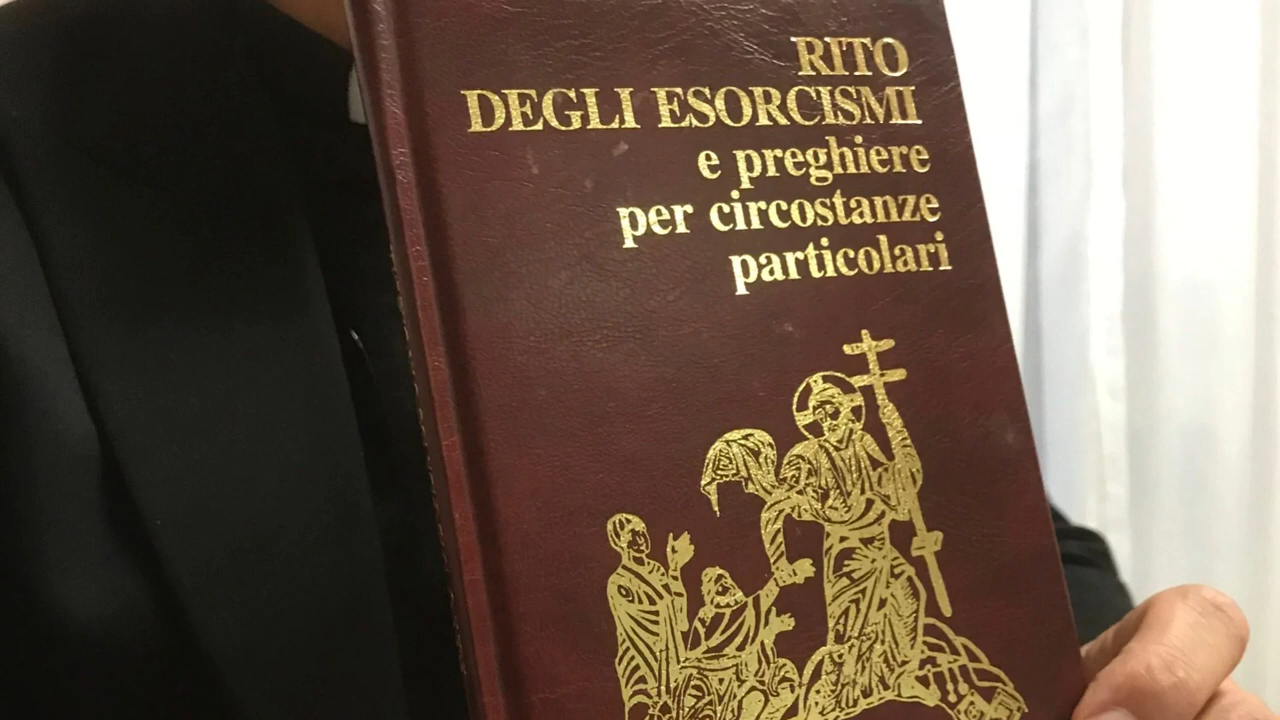 RITO
DEGLI ESORCISMI
e preghiere
per circostanze
particolari